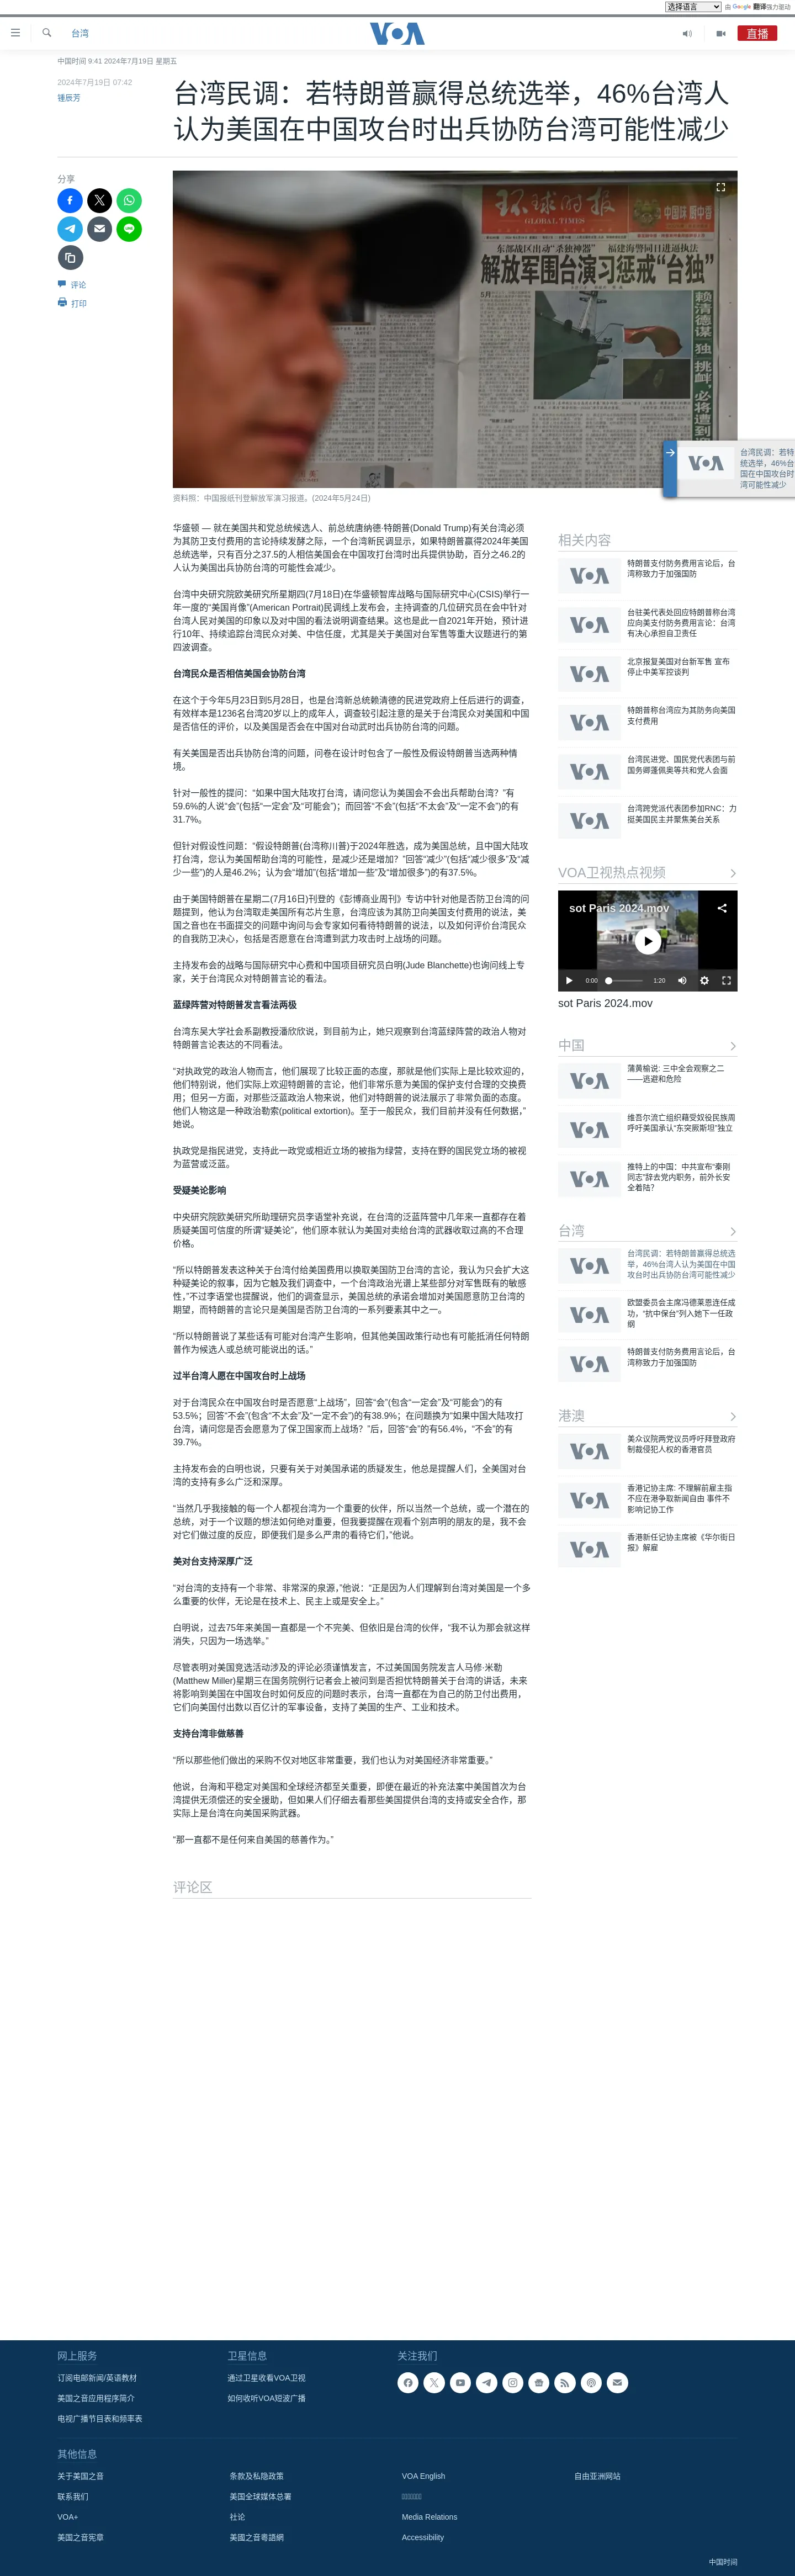 选择语言 由 Google 翻译强力驱动
台湾
VOA
直播
中国时间 9:41 2024年7月19日 星期五
2024年7月19日 07:42
锺辰芳
台湾民调：若特朗普赢得总统选举，46%台湾人
认为美国在中国攻台时出兵协防台湾可能性减少
分享
评论
打印
环球时报
GLOBAL TIMES
东部战区出动“杀独神器” 福建海警同日进逼执法
解放军围台演习惩戒“台独”
资料照：中国报纸刊登解放军演习报道。(2024年5月24日)
VOA
台湾民调：若特
统选举，46%台
国在中国攻台时
湾可能性减少
华盛顿 — 就在美国共和党总统候选人、前总统唐纳德·特朗普(Donald Trump)有关台湾必须
为其防卫支付费用的言论持续发酵之际，一个台湾新民调显示，如果特朗普赢得2024年美国
总统选举，只有百分之37.5的人相信美国会在中国攻打台湾时出兵提供协助，百分之46.2的
人认为美国出兵协防台湾的可能性会减少。
台湾中央研究院欧美研究所星期四(7月18日)在华盛顿智库战略与国际研究中心(CSIS)举行一
年一度的“美国肖像”(American Portrait)民调线上发布会，主持调查的几位研究员在会中针对
台湾人民对美国的印象以及对中国的看法说明调查结果。这也是此一自2021年开始，预计进
行10年、持续追踪台湾民众对美、中信任度，尤其是关于美国对台军售等重大议题进行的第
四波调查。
台湾民众是否相信美国会协防台湾
在这个于今年5月23日到5月28日，也是台湾新总统赖清德的民进党政府上任后进行的调查，
有效样本是1236名台湾20岁以上的成年人，调查较引起注意的是关于台湾民众对美国和中国
是否信任的评价，以及美国是否会在中国对台动武时出兵协防台湾的问题。
有关美国是否出兵协防台湾的问题，问卷在设计时包含了一般性及假设特朗普当选两种情
境。
针对一般性的提问：“如果中国大陆攻打台湾，请问您认为美国会不会出兵帮助台湾？”有
59.6%的人说“会”(包括“一定会”及“可能会”)；而回答“不会”(包括“不太会”及“一定不会”)的有
31.7%。
但针对假设性问题：“假设特朗普(台湾称川普)于2024年胜选，成为美国总统，且中国大陆攻
打台湾，您认为美国帮助台湾的可能性，是减少还是增加？”回答“减少”(包括“减少很多”及“减
少一些”)的人是46.2%；认为会“增加”(包括“增加一些”及“增加很多”)的有37.5%。
由于美国特朗普在星期二(7月16日)刊登的《彭博商业周刊》专访中针对他是否防卫台湾的问
题提到，他认为台湾取走美国所有芯片生意，台湾应该为其防卫向美国支付费用的说法，美
国之音也在书面提交的问题中询问与会专家如何看待特朗普的说法，以及如何评价台湾民众
的自我防卫决心，包括是否愿意在台湾遭到武力攻击时上战场的问题。
主持发布会的战略与国际研究中心费和中国项目研究员白明(Jude Blanchette)也询问线上专
家，关于台湾民众对特朗普言论的看法。
蓝绿阵营对特朗普发言看法两极
台湾东吴大学社会系副教授潘欣欣说，到目前为止，她只观察到台湾蓝绿阵营的政治人物对
特朗普言论表达的不同看法。
“对执政党的政治人物而言，他们展现了比较正面的态度，那就是他们实际上是比较欢迎的，
他们特别说，他们实际上欢迎特朗普的言论，他们非常乐意为美国的保护支付合理的交换费
用；但另一方面，对那些泛蓝政治人物来说，他们对特朗普的说法展示了非常负面的态度。
他们人物这是一种政治勒索(political extortion)。至于一般民众，我们目前并没有任何数据，”
她说。
执政党是指民进党，支持此一政党或相近立场的被指为绿营，支持在野的国民党立场的被视
为蓝营或泛蓝。
受疑美论影响
中央研究院欧美研究所助理研究员李语堂补充说，在台湾的泛蓝阵营中几年来一直都存在着
质疑美国可信度的所谓“疑美论”，他们原本就认为美国对卖给台湾的武器收取过高的不合理
价格。
“所以特朗普发表这种关于台湾付给美国费用以换取美国防卫台湾的言论，我认为只会扩大这
种疑美论的叙事，因为它触及我们调查中，一个台湾政治光谱上某些部分对军售既有的敏感
性，”不过李语堂也提醒说，他们的调查显示，美国总统的承诺会增加对美国愿意防卫台湾的
期望，而特朗普的言论只是美国是否防卫台湾的一系列要素其中之一。
“所以特朗普说了某些话有可能对台湾产生影响，但其他美国政策行动也有可能抵消任何特朗
普作为候选人或总统可能说出的话。”
过半台湾人愿在中国攻台时上战场
对于台湾民众在中国攻台时是否愿意“上战场”，回答“会”(包含“一定会”及“可能会”)的有
53.5%；回答“不会”(包含“不太会”及“一定不会”)的有38.9%；在问题换为“如果中国大陆攻打
台湾，请问您是否会愿意为了保卫国家而上战场？”后，回答“会”的有56.4%，“不会”的有
39.7%。
主持发布会的白明也说，只要有关于对美国承诺的质疑发生，他总是提醒人们，全美国对台
湾的支持有多么广泛和深厚。
“当然几乎我接触的每一个人都视台湾为一个重要的伙伴，所以当然一个总统，或一个潜在的
总统，对于一个议题的想法如何绝对重要，但我要提醒在观看个别声明的朋友的是，我不会
对它们做过度的反应，即便我们是多么严肃的看待它们，”他说。
美对台支持深厚广泛
“对台湾的支持有一个非常、非常深的泉源，”他说：“正是因为人们理解到台湾对美国是一个多
么重要的伙伴，无论是在技术上、民主上或是安全上。”
白明说，过去75年来美国一直都是一个不完美、但依旧是台湾的伙伴，“我不认为那会就这样
消失，只因为一场选举。”
尽管表明对美国竞选活动涉及的评论必须谨慎发言，不过美国国务院发言人马修·米勒
(Matthew Miller)星期三在国务院例行记者会上被问到是否担忧特朗普关于台湾的讲话，未来
将影响到美国在中国攻台时如何反应的问题时表示，台湾一直都在为自己的防卫付出费用，
它们向美国付出数以百亿计的军事设备，支持了美国的生产、工业和技术。
支持台湾非做慈善
“所以那些他们做出的采购不仅对地区非常重要，我们也认为对美国经济非常重要。”
他说，台海和平稳定对美国和全球经济都至关重要，即便在最近的补充法案中美国首次为台
湾提供无须偿还的安全援助，但如果人们仔细去看那些美国提供台湾的支持或安全合作，那
实际上是台湾在向美国采购武器。
“那一直都不是任何来自美国的慈善作为。”
评论区
相关内容
特朗普支付防务费用言论后，台
湾称致力于加强国防
台驻美代表处回应特朗普称台湾
应向美支付防务费用言论：台湾
有决心承担自卫责任
北京报复美国对台新军售 宣布
停止中美军控谈判
特朗普称台湾应为其防务向美国
支付费用
台湾民进党、国民党代表团与前
国务卿蓬佩奥等共和党人会面
台湾跨党派代表团参加RNC：力
挺美国民主并聚焦美台关系
VOA卫视热点视频
sot Paris 2024.mov
0:00 1:20
sot Paris 2024.mov
中国
蒲黄榆说: 三中全会观察之二
——逃避和危险
维吾尔流亡组织藉受奴役民族周
呼吁美国承认“东突厥斯坦”独立
推特上的中国：中共宣布“秦刚
同志”辞去党内职务，前外长安
全着陆?
台湾
台湾民调：若特朗普赢得总统选
举，46%台湾人认为美国在中国
攻台时出兵协防台湾可能性减少
欧盟委员会主席冯德莱恩连任成
功，“抗中保台”列入她下一任政
纲
特朗普支付防务费用言论后，台
湾称致力于加强国防
港澳
美众议院两党议员呼吁拜登政府
制裁侵犯人权的香港官员
香港记协主席: 不理解前雇主指
不应在港争取新闻自由 事件不
影响记协工作
香港新任记协主席被《华尔街日
报》解雇
网上服务
订阅电邮新闻/英语教材
美国之音应用程序简介
电视广播节目表和频率表
卫星信息
通过卫星收看VOA卫视
如何收听VOA短波广播
关注我们
其他信息
关于美国之音
联系我们
VOA+
美国之音宪章
条款及私隐政策
美国全球媒体总署
社论
美國之音粵語網
VOA English
Media Relations
Accessibility
自由亚洲网站
中国时间